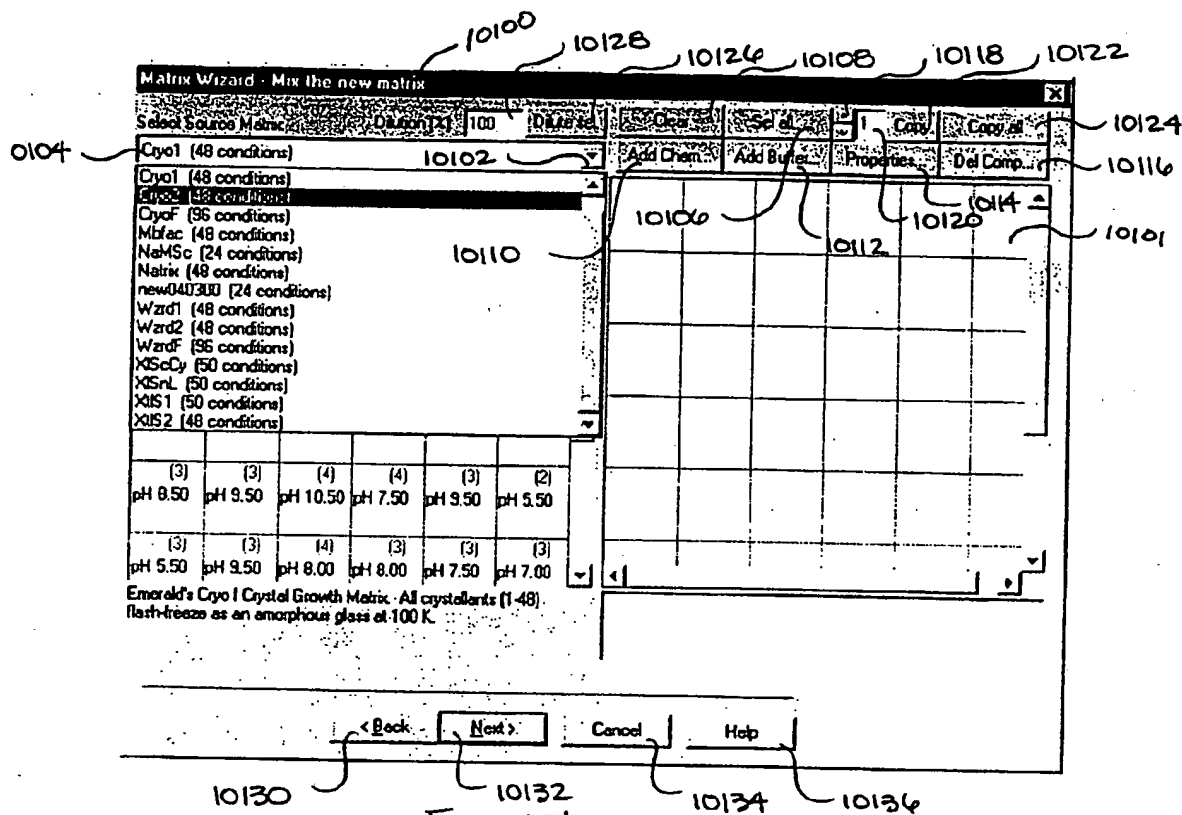 10100
10128
10126
10108
10118
10122
Matrix Wizard - Mix the new matrix
Select Source Matrix Dilution [%] 100 Dilute sel Clear Set all... 1 Copy Copy all
10124
0104
Cryo1 (48 conditions)
10102
Add Chem... Add Buffer... Properties... Del Comp...
10116
Cryo1 (48 conditions)
Cryo2 (48 conditions)
CryoF (96 conditions)
Mbfac (48 conditions)
NaMSc (24 conditions)
Natrix (48 conditions)
new040300 (24 conditions)
Wzrd1 (48 conditions)
Wzrd2 (48 conditions)
WzrdF (96 conditions)
XlScCy (50 conditions)
XlSnL (50 conditions)
XtlS1 (50 conditions)
XtlS2 (48 conditions)
10106
10114
10120
10101
10110
10112
(3) (3) (4) (4) (3) (2)
pH 8.50 pH 9.50 pH 10.50 pH 7.50 pH 9.50 pH 5.50
(3) (3) (4) (3) (3) (3)
pH 5.50 pH 9.50 pH 8.00 pH 8.00 pH 7.50 pH 7.00
Emerald's Cryo I Crystal Growth Matrix - All crystallants (1-48)
flash-freeze as an amorphous glass at 100 K.
< Back Next > Cancel Help
10130
10132
10134
10136